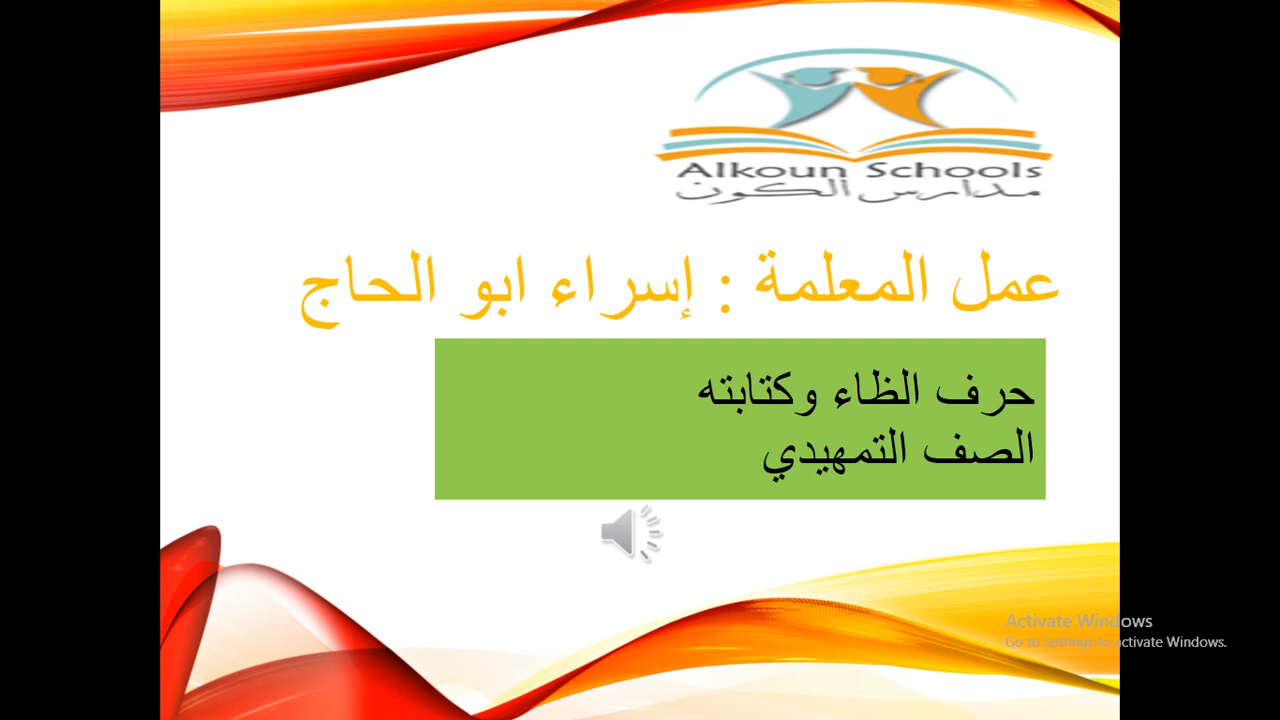 Alkoun Schools
مدارس الكون
عمل المعلمة : إسراء ابو الحاج
حرف الظاء وكتابته
الصف التمهيدي
Activate Windows
Go to Settings to activate Windows.